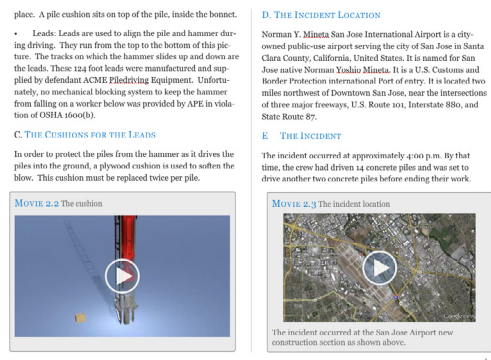 place. A pile cushion sits on top of the pile, inside the bonnet.
• Leads: Leads are used to align the pile and hammer dur-
ing driving. They run from the top to the bottom of this pic-
ture. The tracks on which the hammer slides up and down are
the leads. These 124 foot leads were manufactured and sup-
plied by defendant ACME Piledriving Equipment. Unfortu-
nately, no mechanical blocking system to keep the hammer
from falling on a worker below was provided by APE in viola-
tion of OSHA 1600(b).
C. The Cushions for the Leads
In order to protect the piles from the hammer as it drives the
piles into the ground, a plywood cushion is used to soften the
blow. This cushion must be replaced twice per pile.
Movie 2.2 The cushion
D. The Incident Location
Norman Y. Mineta San Jose International Airport is a city-
owned public-use airport serving the city of San Jose in Santa
Clara County, California, United States. It is named for San
Jose native Norman Yoshio Mineta. It is a U.S. Customs and
Border Protection international Port of entry. It is located two
miles northwest of Downtown San Jose, near the intersections
of three major freeways, U.S. Route 101, Interstate 880, and
State Route 87.
E The Incident
The incident occurred at approximately 4:00 p.m. By that
time, the crew had driven 14 concrete piles and was set to
drive another two concrete piles before ending their work.
Movie 2.3 The incident location
Google earth
The incident occurred at the San Jose Airport new
construction section as shown above.